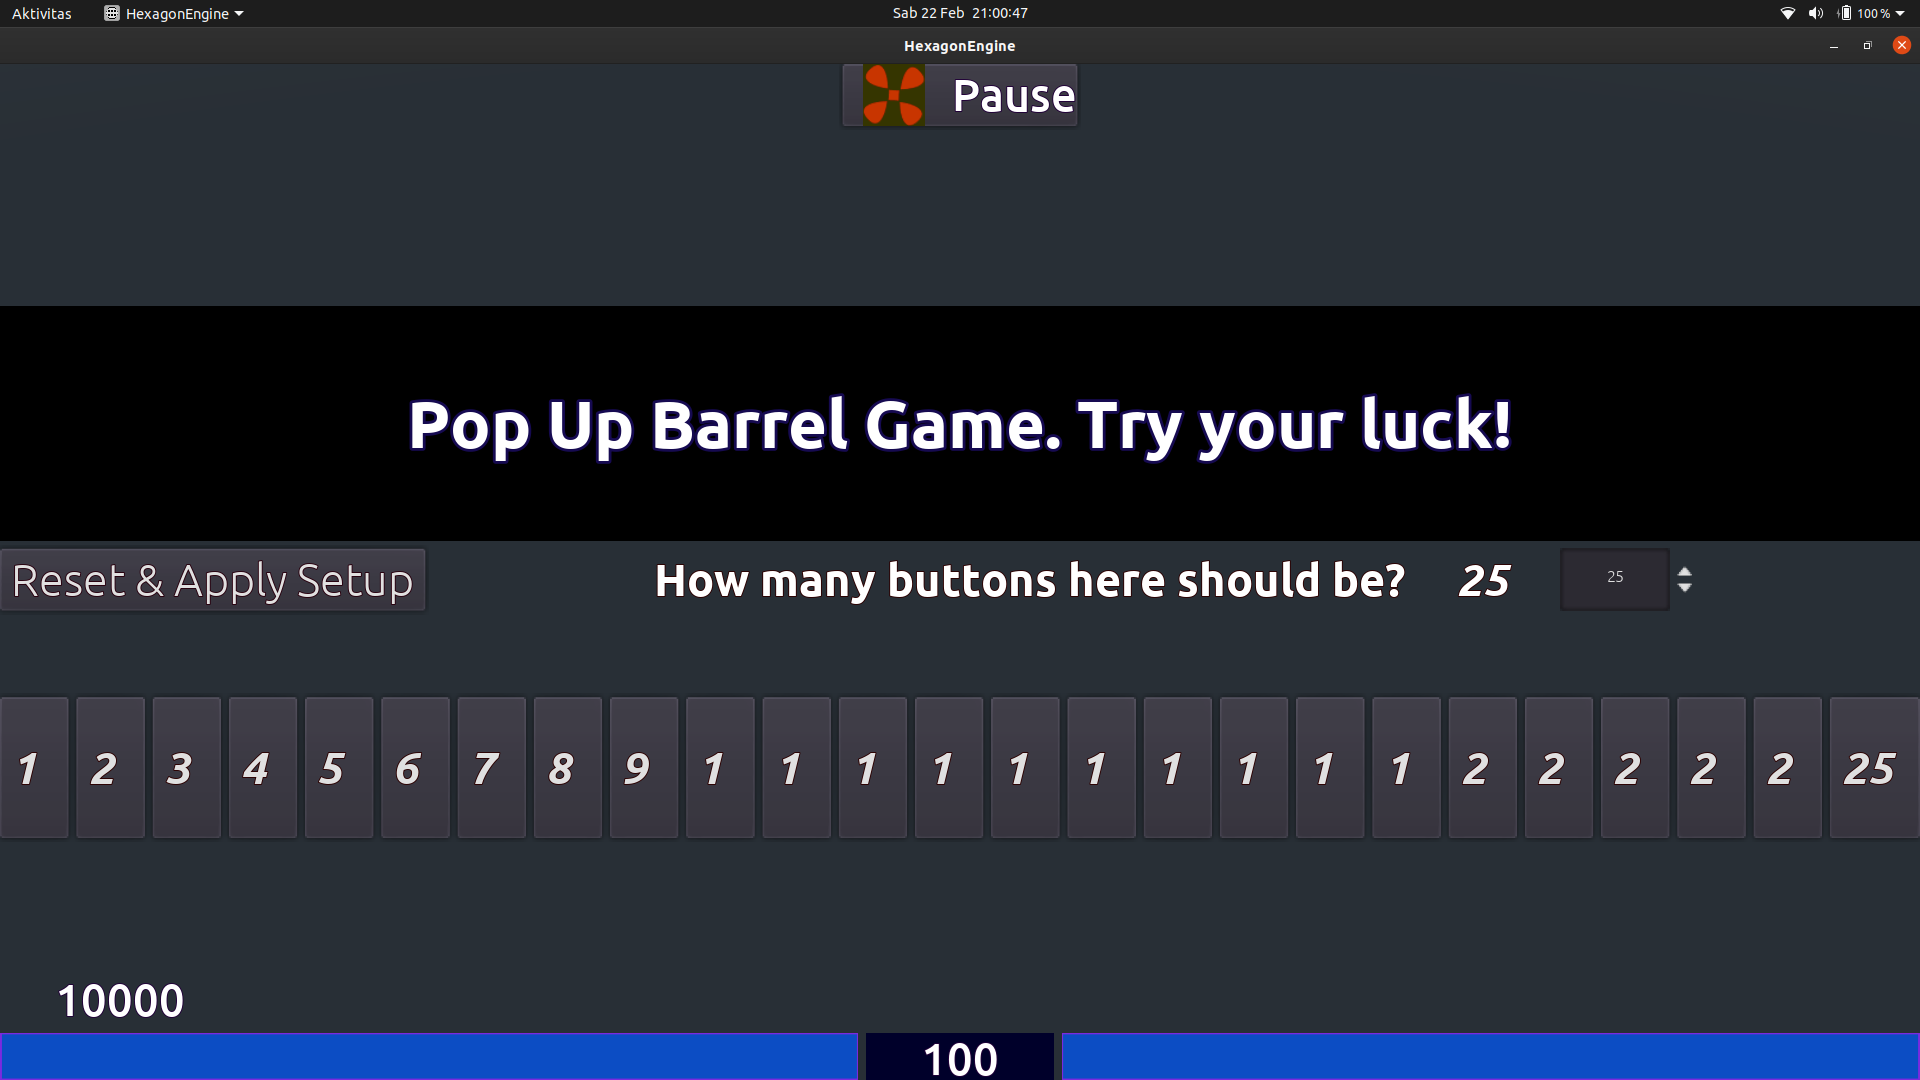 Aktivitas HexagonEngine Sab 22 Feb 21:00:47 100 %
HexagonEngine
Pause
Pop Up Barrel Game. Try your luck!
Reset & Apply Setup How many buttons here should be? 25 25
1 2 3 4 5 6 7 8 9 1 1 1 1 1 1 1 1 1 1 2 2 2 2 2 25
10000
100